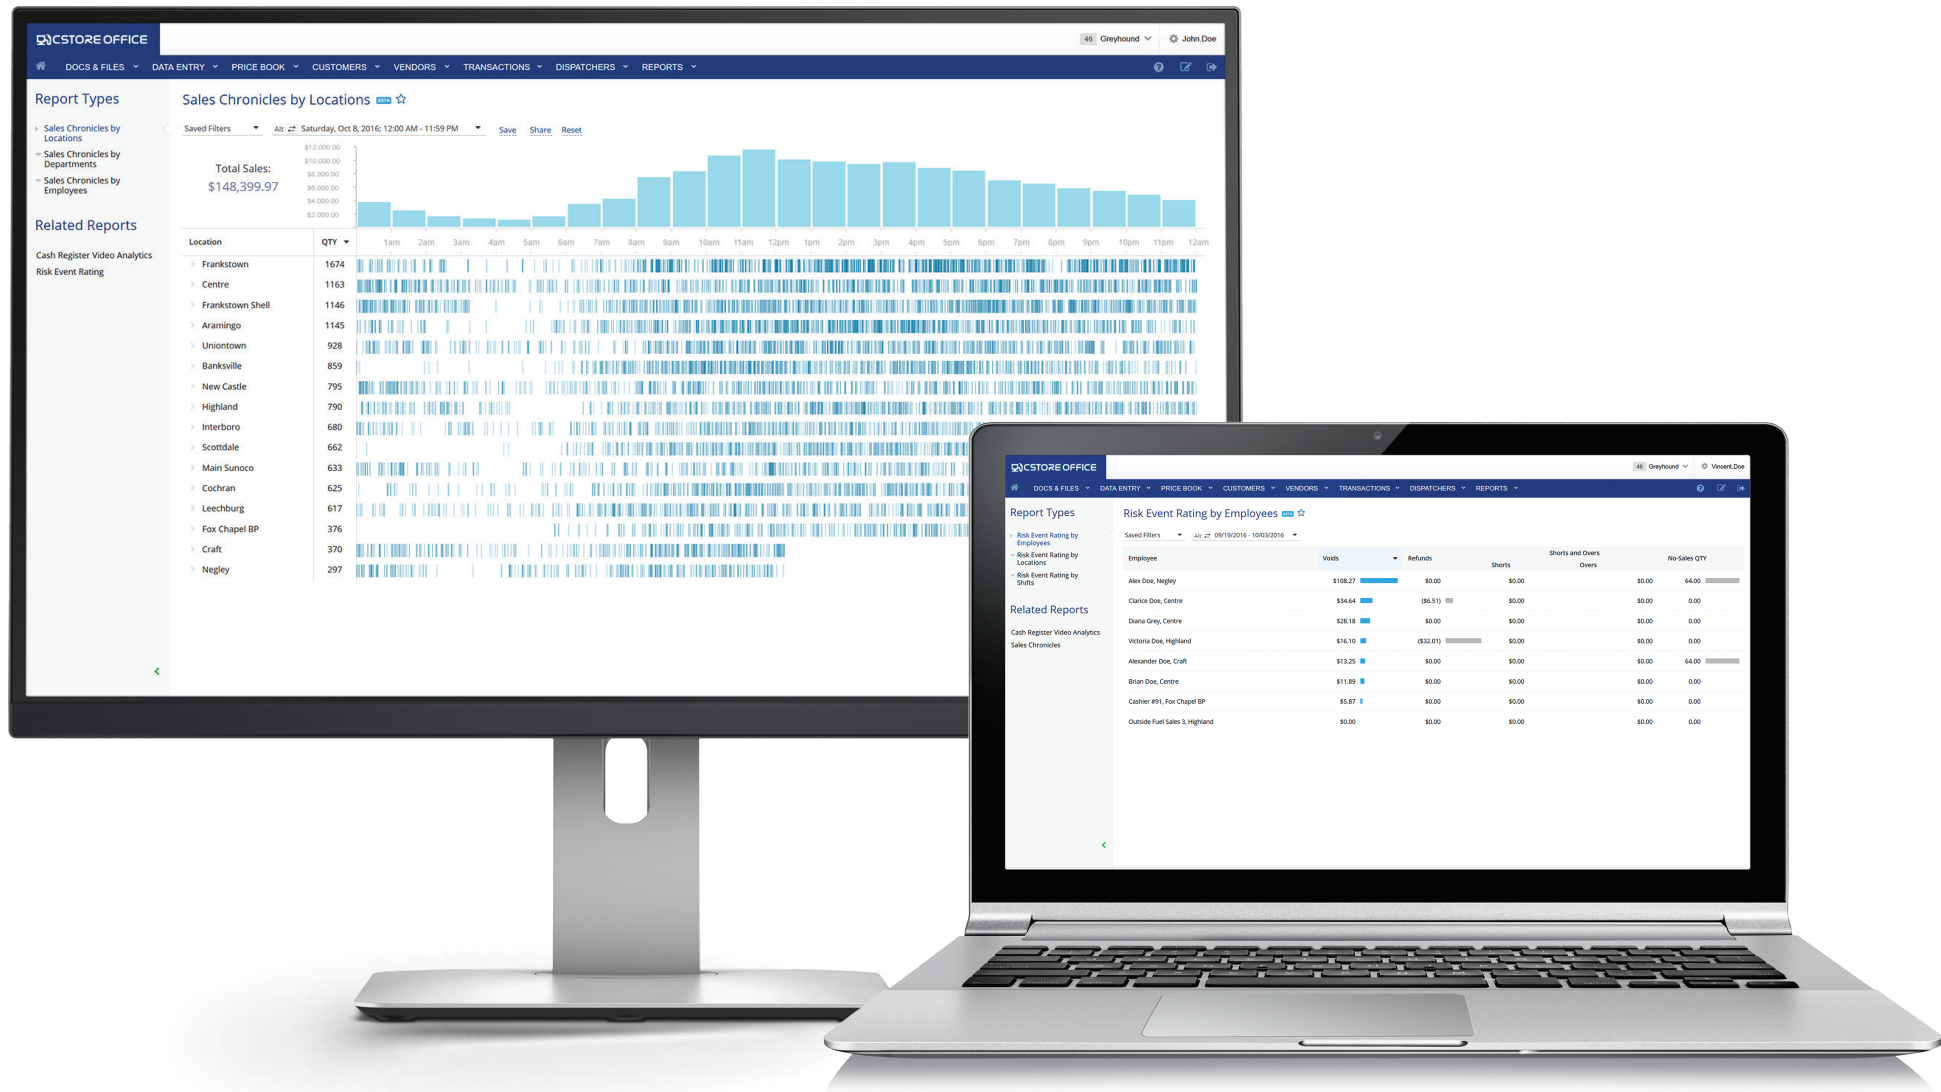 CSTOREOFFICE
46 Greyhound
John.Doe
DOCS & FILES DATA ENTRY PRICE BOOK CUSTOMERS VENDORS TRANSACTIONS DISPATCHERS REPORTS
Report Types
Sales Chronicles by
Locations
Sales Chronicles by
Departments
Sales Chronicles by
Employees
Related Reports
Cash Register Video Analytics
Risk Event Rating
Sales Chronicles by Locations BETA
Saved Filters Alt Saturday, Oct 8, 2016; 12:00 AM - 11:59 PM Save Share Reset
Total Sales:
$148,399.97
$12,000.00
$10,000.00
$8,000.00
$6,000.00
$4,000.00
$2,000.00
Location QTY 1am 2am 3am 4am 5am 6am 7am 8am 9am 10am 11am 12pm 1pm 2pm 3pm 4pm 5pm 6pm 7pm 8pm 9pm 10pm 11pm 12am
Frankstown 1674
Centre 1163
Frankstown Shell 1146
Aramingo 1145
Uniontown 928
Banksville 859
New Castle 795
Highland 790
Interboro 680
Scottdale 662
Main Sunoco 633
Cochran 625
Leechburg 617
Fox Chapel BP 376
Craft 370
Negley 297
CSTOREOFFICE
46 Greyhound
Vincent.Doe
DOCS & FILES DATA ENTRY PRICE BOOK CUSTOMERS VENDORS TRANSACTIONS DISPATCHERS REPORTS
Report Types
Risk Event Rating by
Employees
Risk Event Rating by
Locations
Risk Event Rating by
Shifts
Related Reports
Cash Register Video Analytics
Sales Chronicles
Risk Event Rating by Employees BETA
Saved Filters Alt 09/19/2016 - 10/03/2016
Employee Voids Refunds Shorts and Overs No-Sales QTY
Shorts Overs
Alex Doe, Negley $108.27 $0.00 $0.00 $0.00 64.00
Clarice Doe, Centre $34.64 ($6.51) $0.00 $0.00 0.00
Diana Grey, Centre $28.18 $0.00 $0.00 $0.00 0.00
Victoria Doe, Highland $16.10 ($32.01) $0.00 $0.00 0.00
Alexander Doe, Craft $13.25 $0.00 $0.00 $0.00 64.00
Brian Doe, Centre $11.89 $0.00 $0.00 $0.00 0.00
Cashier #91, Fox Chapel BP $5.87 $0.00 $0.00 $0.00 0.00
Outside Fuel Sales 3, Highland $0.00 $0.00 $0.00 $0.00 0.00